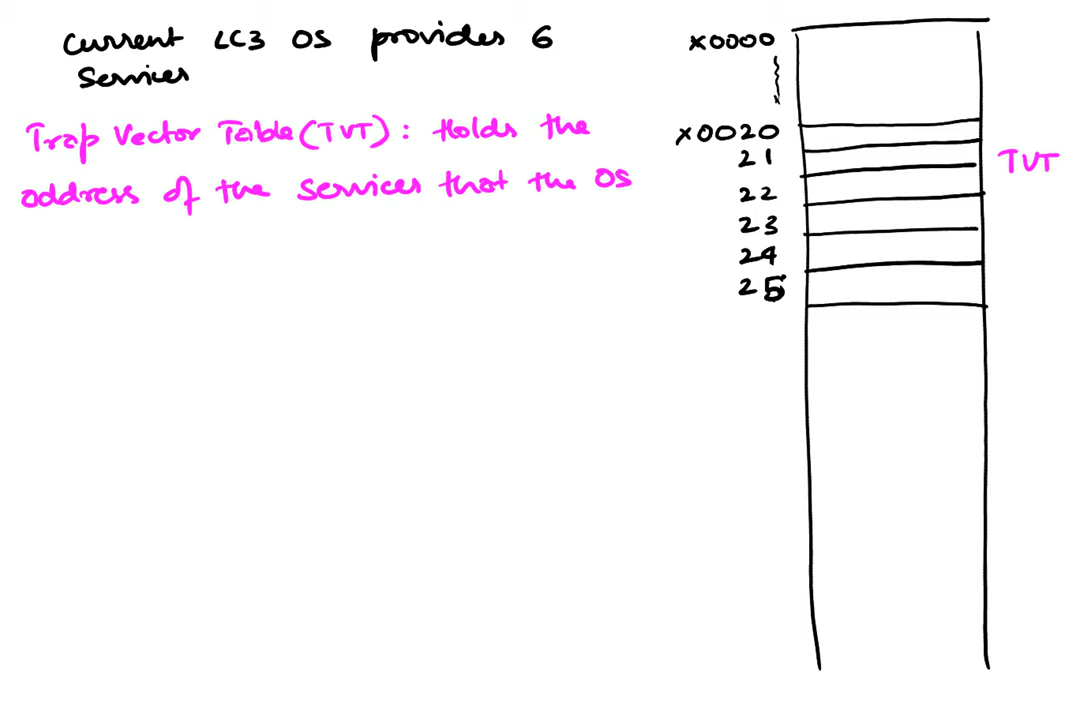 Current LC3 OS provides 6
Services
Trap Vector Table (TVT) : Holds the
address of the services that the OS
x0000
x0020
21
22
23
24
25
TVT